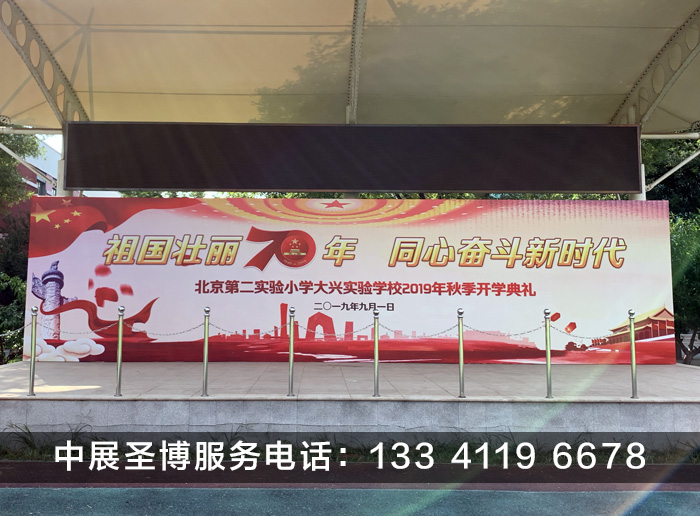 祖国壮丽70年 同心奋斗新时代
北京第二实验小学大兴实验学校2019年秋季开学典礼
二〇一九年九月一日
中展圣博服务电话：133 4119 6678